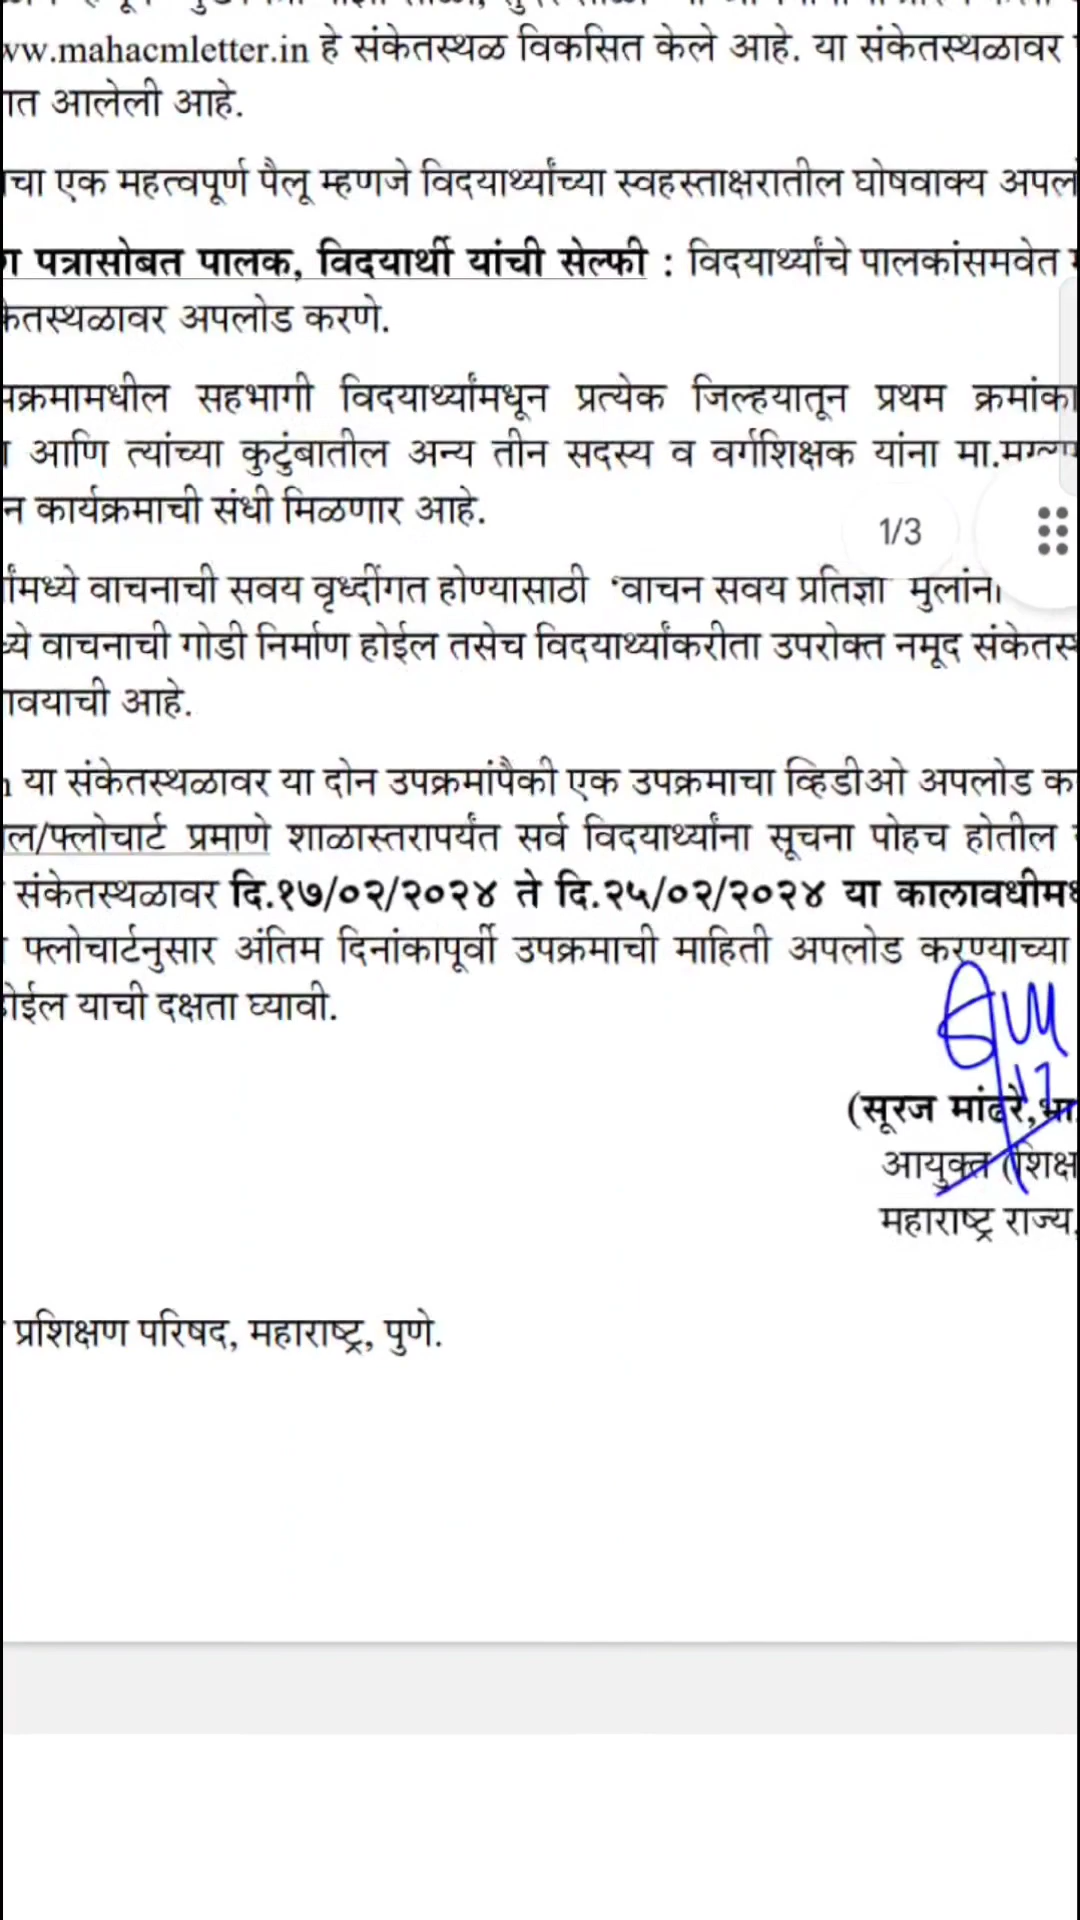 www.mahacmletter.in हे संकेतस्थळ विकसित केले आहे. या संकेतस्थळावर
आलेली आहे.
एक महत्वपूर्ण पैलू म्हणजे विदयार्थ्यांच्या स्वहस्ताक्षरातील घोषवाक्य
पत्रासोबत पालक, विदयार्थी यांची सेल्फी : विदयार्थ्यांचे पालकांसमवेत
केतस्थळावर अपलोड करणे.
क्रमामधील सहभागी विदयार्थ्यांमधून प्रत्येक जिल्हयातून प्रथम क्रमांका
आणि त्यांच्या कुटुंबातील अन्य तीन सदस्य व वर्गशिक्षक यांना
न कार्यक्रमाची संधी मिळणार आहे.
1/3
मध्ये वाचनाची सवय वृध्दींगत होण्यासाठी 'वाचन सवय प्रतिज्ञा मुलांना
ये वाचनाची गोडी निर्माण होईल तसेच विदयार्थ्यांकरीता उपरोक्त नमूद
वयाची आहे.
या संकेतस्थळावर या दोन उपक्रमांपैकी एक उपक्रमाचा व्हिडीओ अपलोड क
ल/फ्लोचार्ट प्रमाणे शाळास्तरापर्यंत सर्व विदयार्थ्यांना सूचना पोहच होतील
संकेतस्थळावर दि.१७/०२/२०२४ ते दि.२५/०२/२०२४ या कालावधीम
फ्लोचार्टनुसार अंतिम दिनांकापूर्वी उपक्रमाची माहिती अपलोड करण्याच्या
होईल याची दक्षता घ्यावी.
(सूरज मांढरे,
आयुक्त (शिक्ष
महाराष्ट्र राज्य,
प्रशिक्षण परिषद, महाराष्ट्र, पुणे.